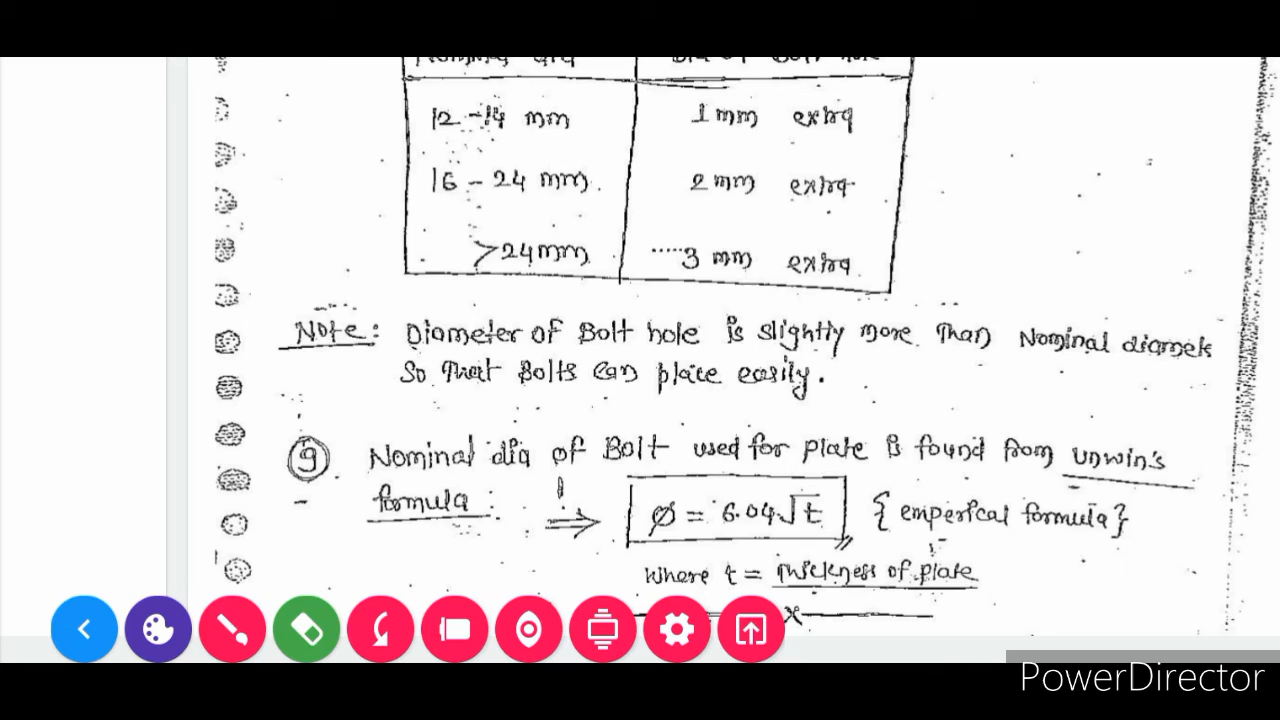 12 - 14 mm 1 mm extra
16 - 24 mm. 2 mm extra
>24 mm .....3 mm extra
Note: Diameter of Bolt hole is slightly more than Nominal
so that Bolts can place easily.
9. Nominal dia of Bolt used for plate is found from unwin's
formula: ⇒ ø = 6.04√t { emperical formula}
where t = thickness of plate
x
PowerDirector